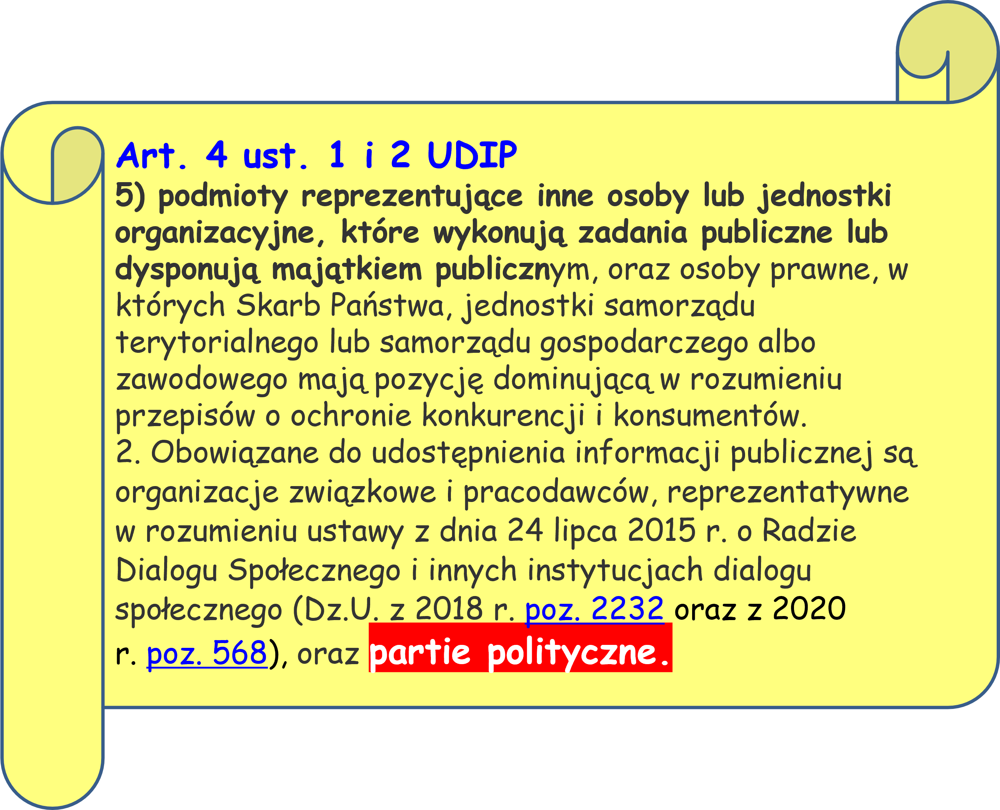 Art. 4 ust. 1 i 2 UDIP
5) podmioty reprezentujące inne osoby lub jednostki
organizacyjne, które wykonują zadania publiczne lub
dysponują majątkiem publicznym, oraz osoby prawne, w
których Skarb Państwa, jednostki samorządu
terytorialnego lub samorządu gospodarczego albo
zawodowego mają pozycję dominującą w rozumieniu
przepisów o ochronie konkurencji i konsumentów.
2. Obowiązane do udostępnienia informacji publicznej są
organizacje związkowe i pracodawców, reprezentatywne
w rozumieniu ustawy z dnia 24 lipca 2015 r. o Radzie
Dialogu Społecznego i innych instytucjach dialogu
społecznego (Dz.U. z 2018 r. poz. 2232 oraz z 2020
r. poz. 568), oraz partie polityczne.